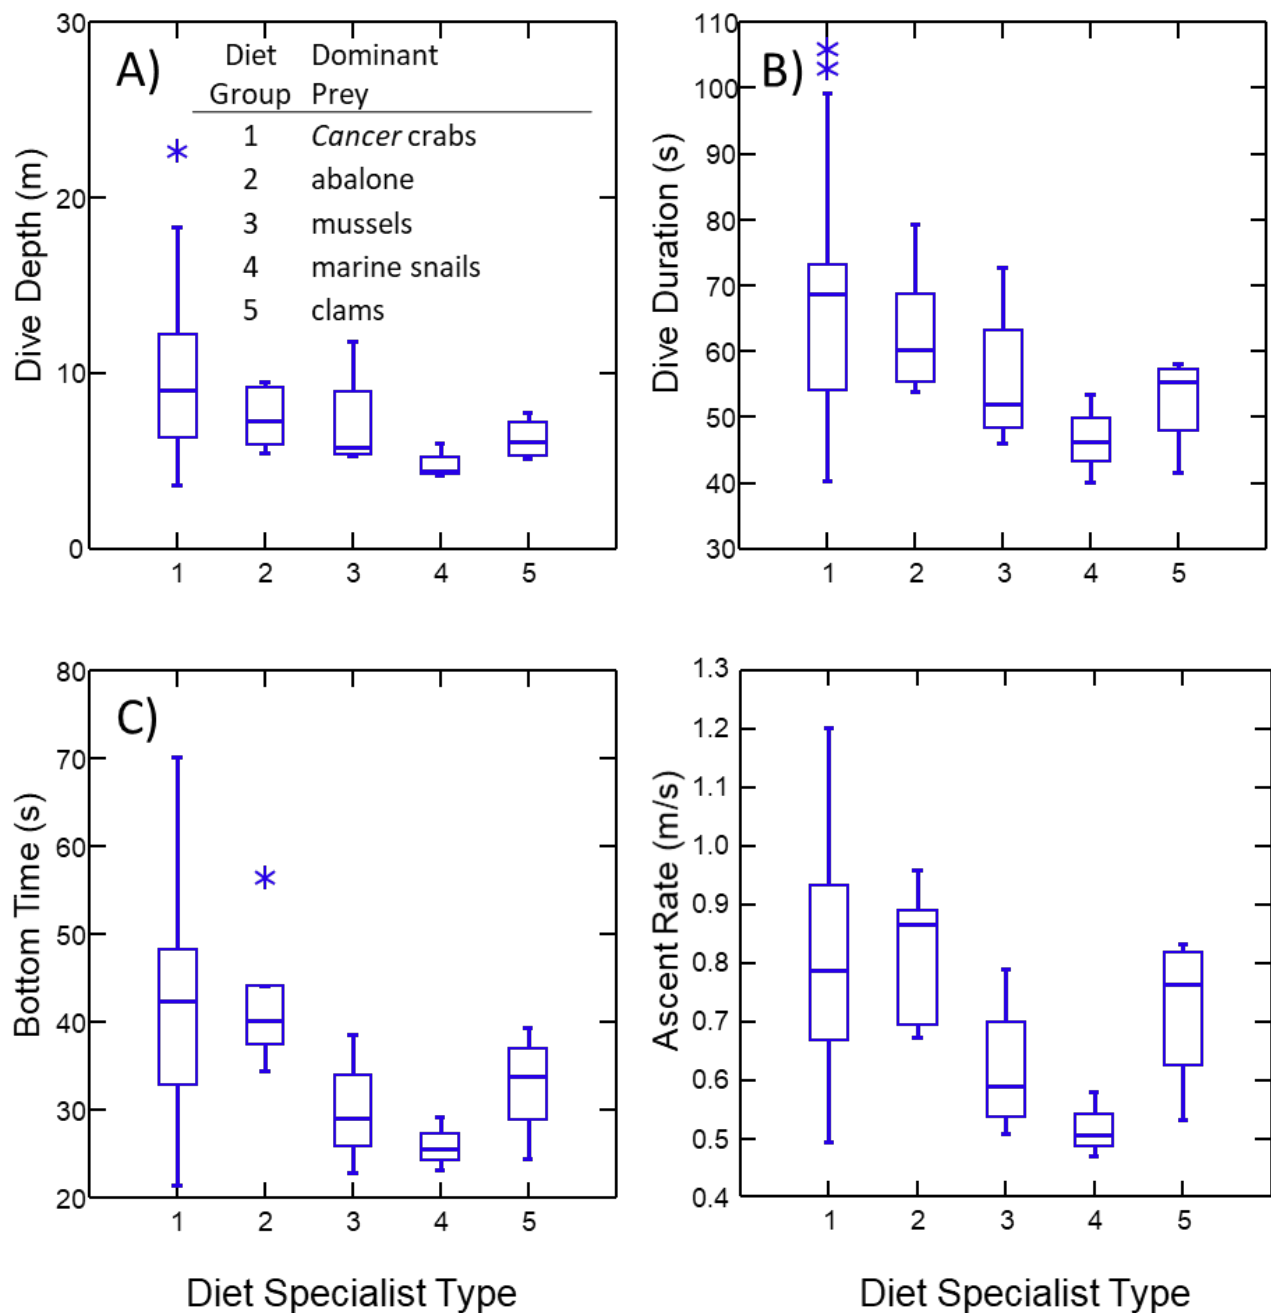 A)
Diet Dominant
Group Prey
1 Cancer crabs
2 abalone
3 mussels
4 marine snails
5 clams
Dive Depth (m)
30
20
10
0
1 2 3 4 5
B)
Dive Duration (s)
110
100
90
80
70
60
50
40
30
1 2 3 4 5
C)
Bottom Time (s)
80
70
60
50
40
30
20
1 2 3 4 5
Diet Specialist Type
Ascent Rate (m/s)
1.3
1.2
1.1
1.0
0.9
0.8
0.7
0.6
0.5
0.4
1 2 3 4 5
Diet Specialist Type